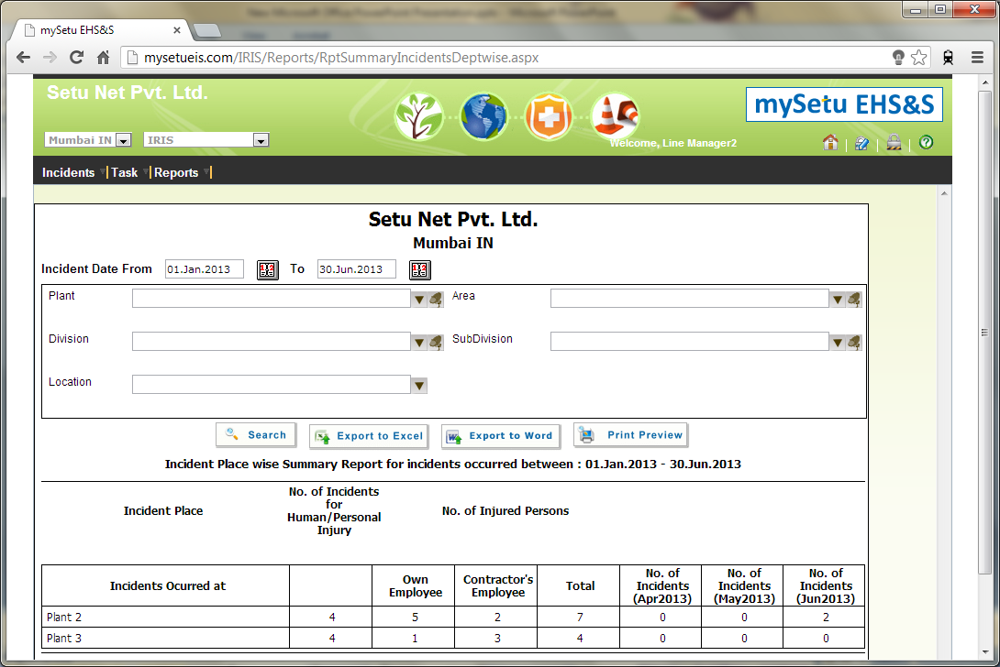 mySetu EHS&S
mysetueis.com/IRIS/Reports/RptSummaryIncidentsDeptwise.aspx
Setu Net Pvt. Ltd.
mySetu EHS&S
Mumbai IN IRIS
Welcome, Line Manager2
Incidents Task Reports
Setu Net Pvt. Ltd.
Mumbai IN
Incident Date From 01.Jan.2013 To 30.Jun.2013
Plant Area
Division SubDivision
Location
Search Export to Excel Export to Word Print Preview
Incident Place wise Summary Report for incidents occurred between : 01.Jan.2013 - 30.Jun.2013
No. of Incidents
for
Incident Place Human/Personal No. of Injured Persons
Injury
Own Contractor's No. of No. of No. of
Incidents Ocurred at Employee Employee Total Incidents Incidents Incidents
(Apr2013) (May2013) (Jun2013)
Plant 2 4 5 2 7 0 0 2
Plant 3 4 1 3 4 0 0 0